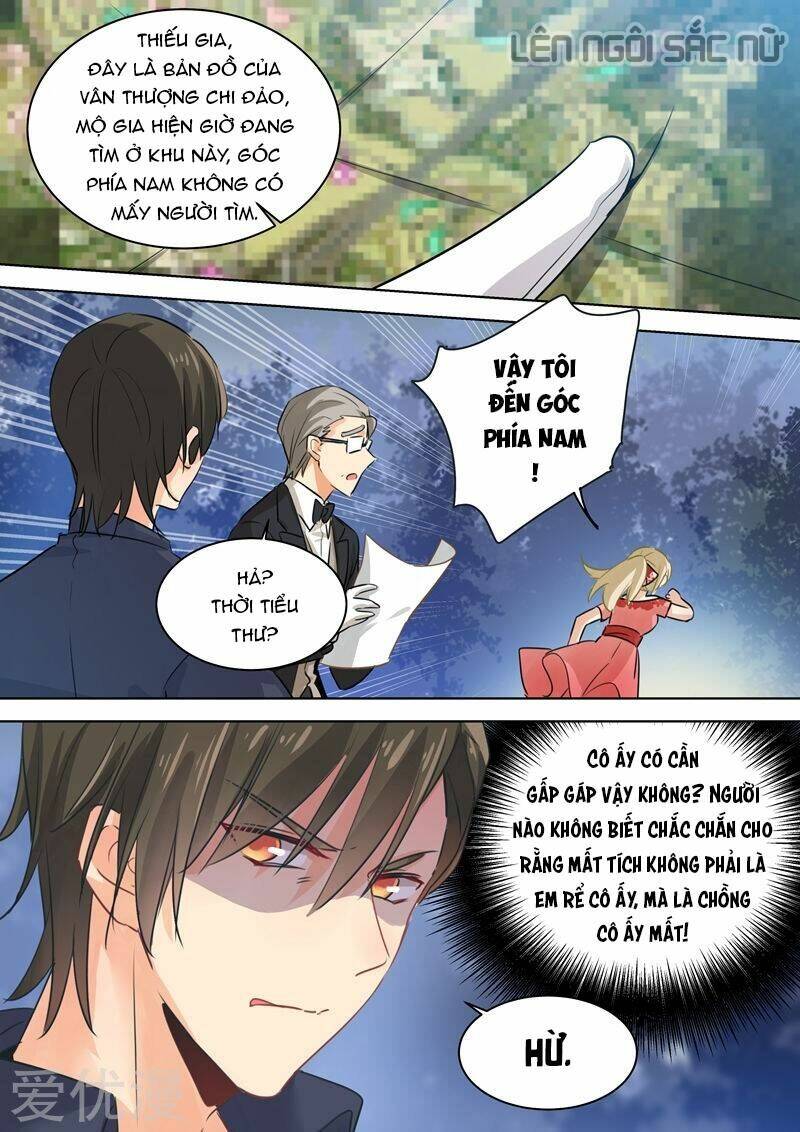 LÊN NGÔI SẮC NỮ
THIẾU GIA,
ĐÂY LÀ BẢN ĐỒ CỦA
VÂN THƯỢNG CHI ĐẢO,
MỘ GIA HIỆN GIỜ ĐANG
TÌM Ở KHU NÀY, GÓC
PHÍA NAM KHÔNG CÓ
MẤY NGƯỜI TÌM.
VẬY TÔI
ĐẾN GÓC
PHÍA NAM
!
HẢ?
THỜI TIỂU
THƯ?
CÔ ẤY CÓ CẦN
GẤP GÁP VẬY KHÔNG? NGƯỜI
NÀO KHÔNG BIẾT CHẮC CHẮN CHO
RẰNG MẤT TÍCH KHÔNG PHẢI LÀ
EM RỂ CÔ ẤY, MÀ LÀ CHỒNG
CÔ ẤY MẤT!
HỪ.
爱优漫